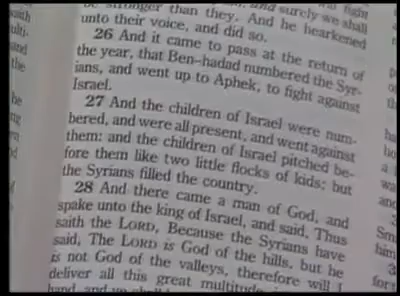 be stronger than they. And he hearkened
unto their voice, and did so.
26 And it came to pass at the return of
the year, that Ben-hadad numbered the Syr-
ians, and went up to Aphek, to fight against
Israel.
27 And the children of Israel were num-
bered, and were all present, and went against
them: and the children of Israel pitched be-
fore them like two little flocks of kids; but
the Syrians filled the country.
28 And there came a man of God, and
spake unto the king of Israel, and said, Thus
saith the LORD, Because the Syrians have
said, The LORD is God of the hills, but he
is not God of the valleys, therefore will I
deliver all this great multitude
hand, and